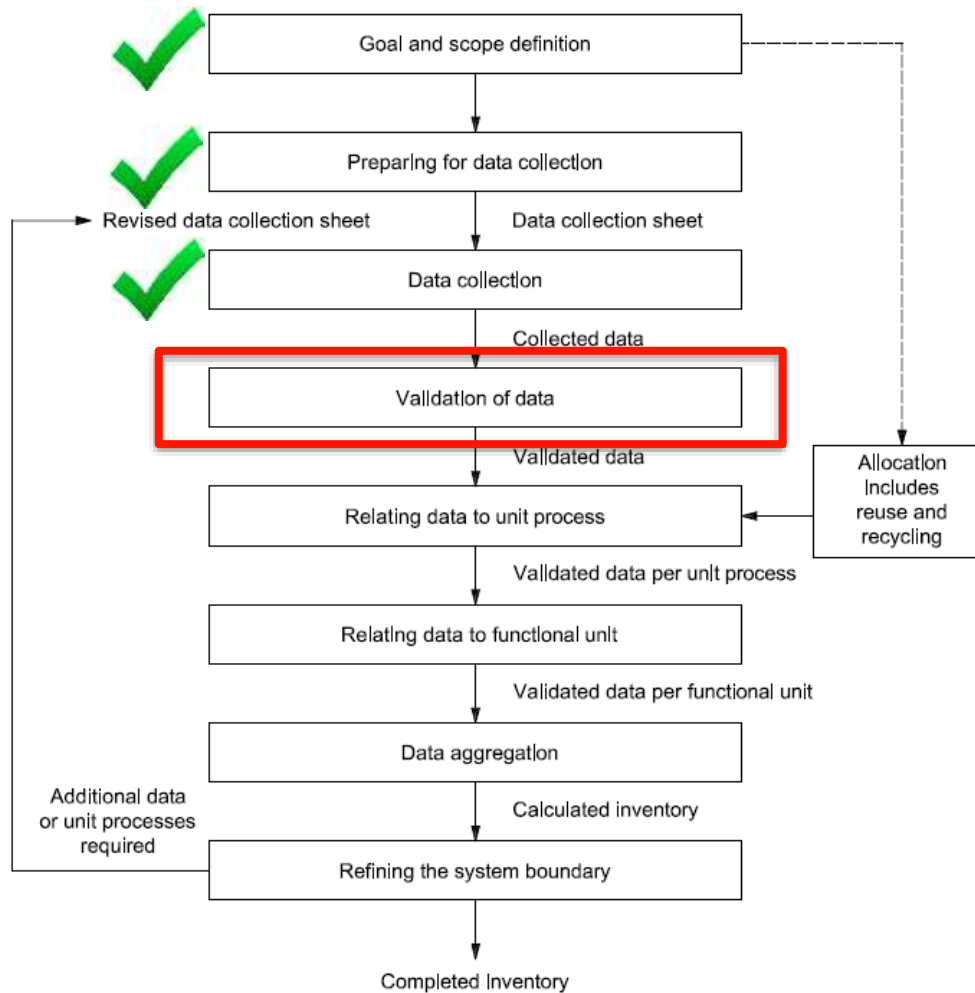 Goal and scope definition
Preparing for data collection
Revised data collection sheet
Data collection sheet
Data collection
Collected data
Validation of data
Validated data
Allocation
includes
reuse and
recycling
Relating data to unit process
Validated data per unit process
Relating data to functional unit
Validated data per functional unit
Data aggregation
Additional data
or unit processes
required
Calculated inventory
Refining the system boundary
Completed inventory